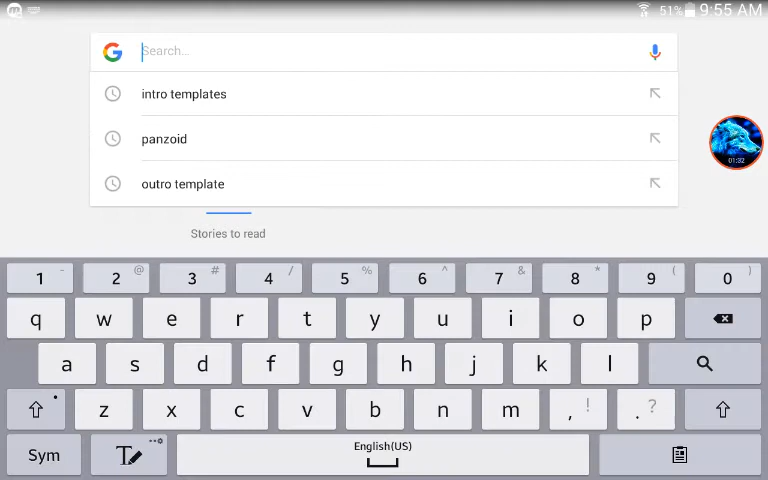 51% 9:55 AM
Search...
intro templates
panzoid
01:32
outro template
Stories to read
1 - 2 @ 3 # 4 / 5 % 6 ^ 7 & 8 * 9 ( 0 )
q w e r t y u i o p
a s d f g h j k l
z x c v b n m , ! . ?
Sym T English(US)